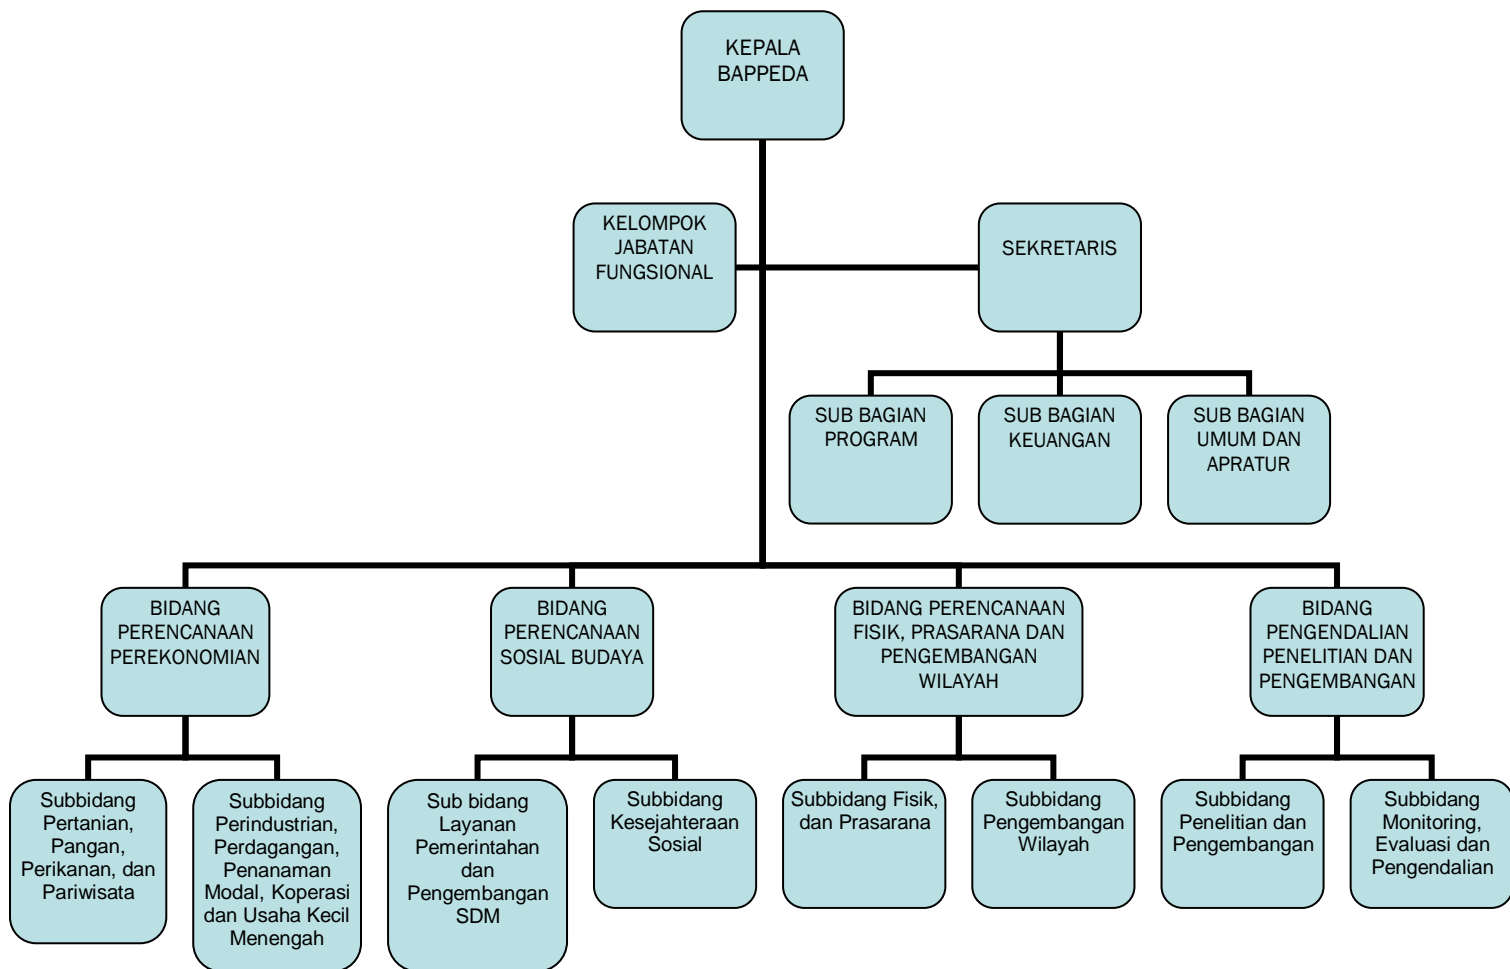 KEPALA
BAPPEDA
KELOMPOK
JABATAN
FUNGSIONAL
SEKRETARIS
SUB BAGIAN
PROGRAM
SUB BAGIAN
KEUANGAN
SUB BAGIAN
UMUM DAN
APRATUR
BIDANG
PERENCANAAN
PEREKONOMIAN
BIDANG
PERENCANAAN
SOSIAL BUDAYA
BIDANG PERENCANAAN
FISIK, PRASARANA DAN
PENGEMBANGAN
WILAYAH
BIDANG
PENGENDALIAN
PENELITIAN DAN
PENGEMBANGAN
Subbidang
Pertanian,
Pangan,
Perikanan, dan
Pariwisata
Subbidang
Perindustrian,
Perdagangan,
Penanaman
Modal, Koperasi
dan Usaha Kecil
Menengah
Sub bidang
Layanan
Pemerintahan
dan
Pengembangan
SDM
Subbidang
Kesejahteraan
Sosial
Subbidang Fisik,
dan Prasarana
Subbidang
Pengembangan
Wilayah
Subbidang
Penelitian dan
Pengembangan
Subbidang
Monitoring,
Evaluasi dan
Pengendalian